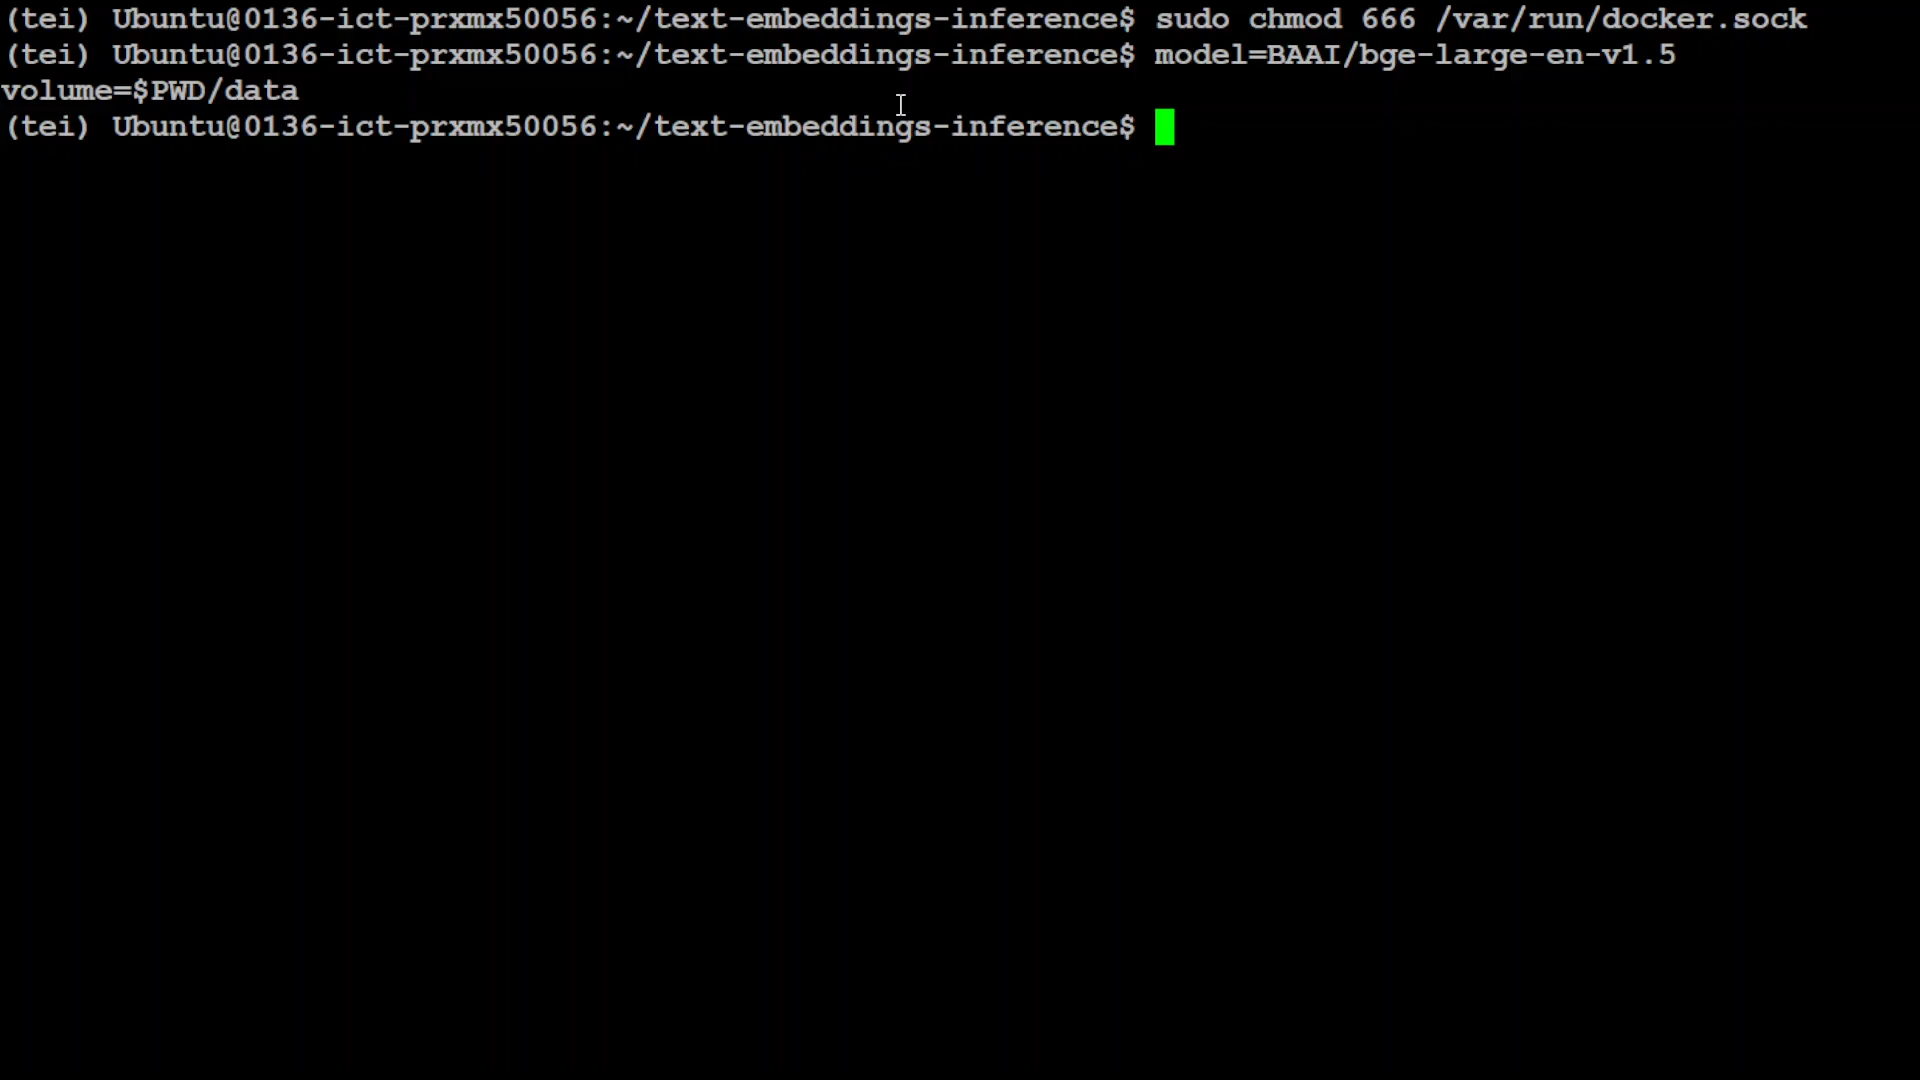 (tei) Ubuntu@0136-ict-prxmx50056:~/text-embeddings-inference$ sudo chmod 666 /var/run/docker.sock
(tei) Ubuntu@0136-ict-prxmx50056:~/text-embeddings-inference$ model=BAAI/bge-large-en-v1.5
volume=$PWD/data
(tei) Ubuntu@0136-ict-prxmx50056:~/text-embeddings-inference$